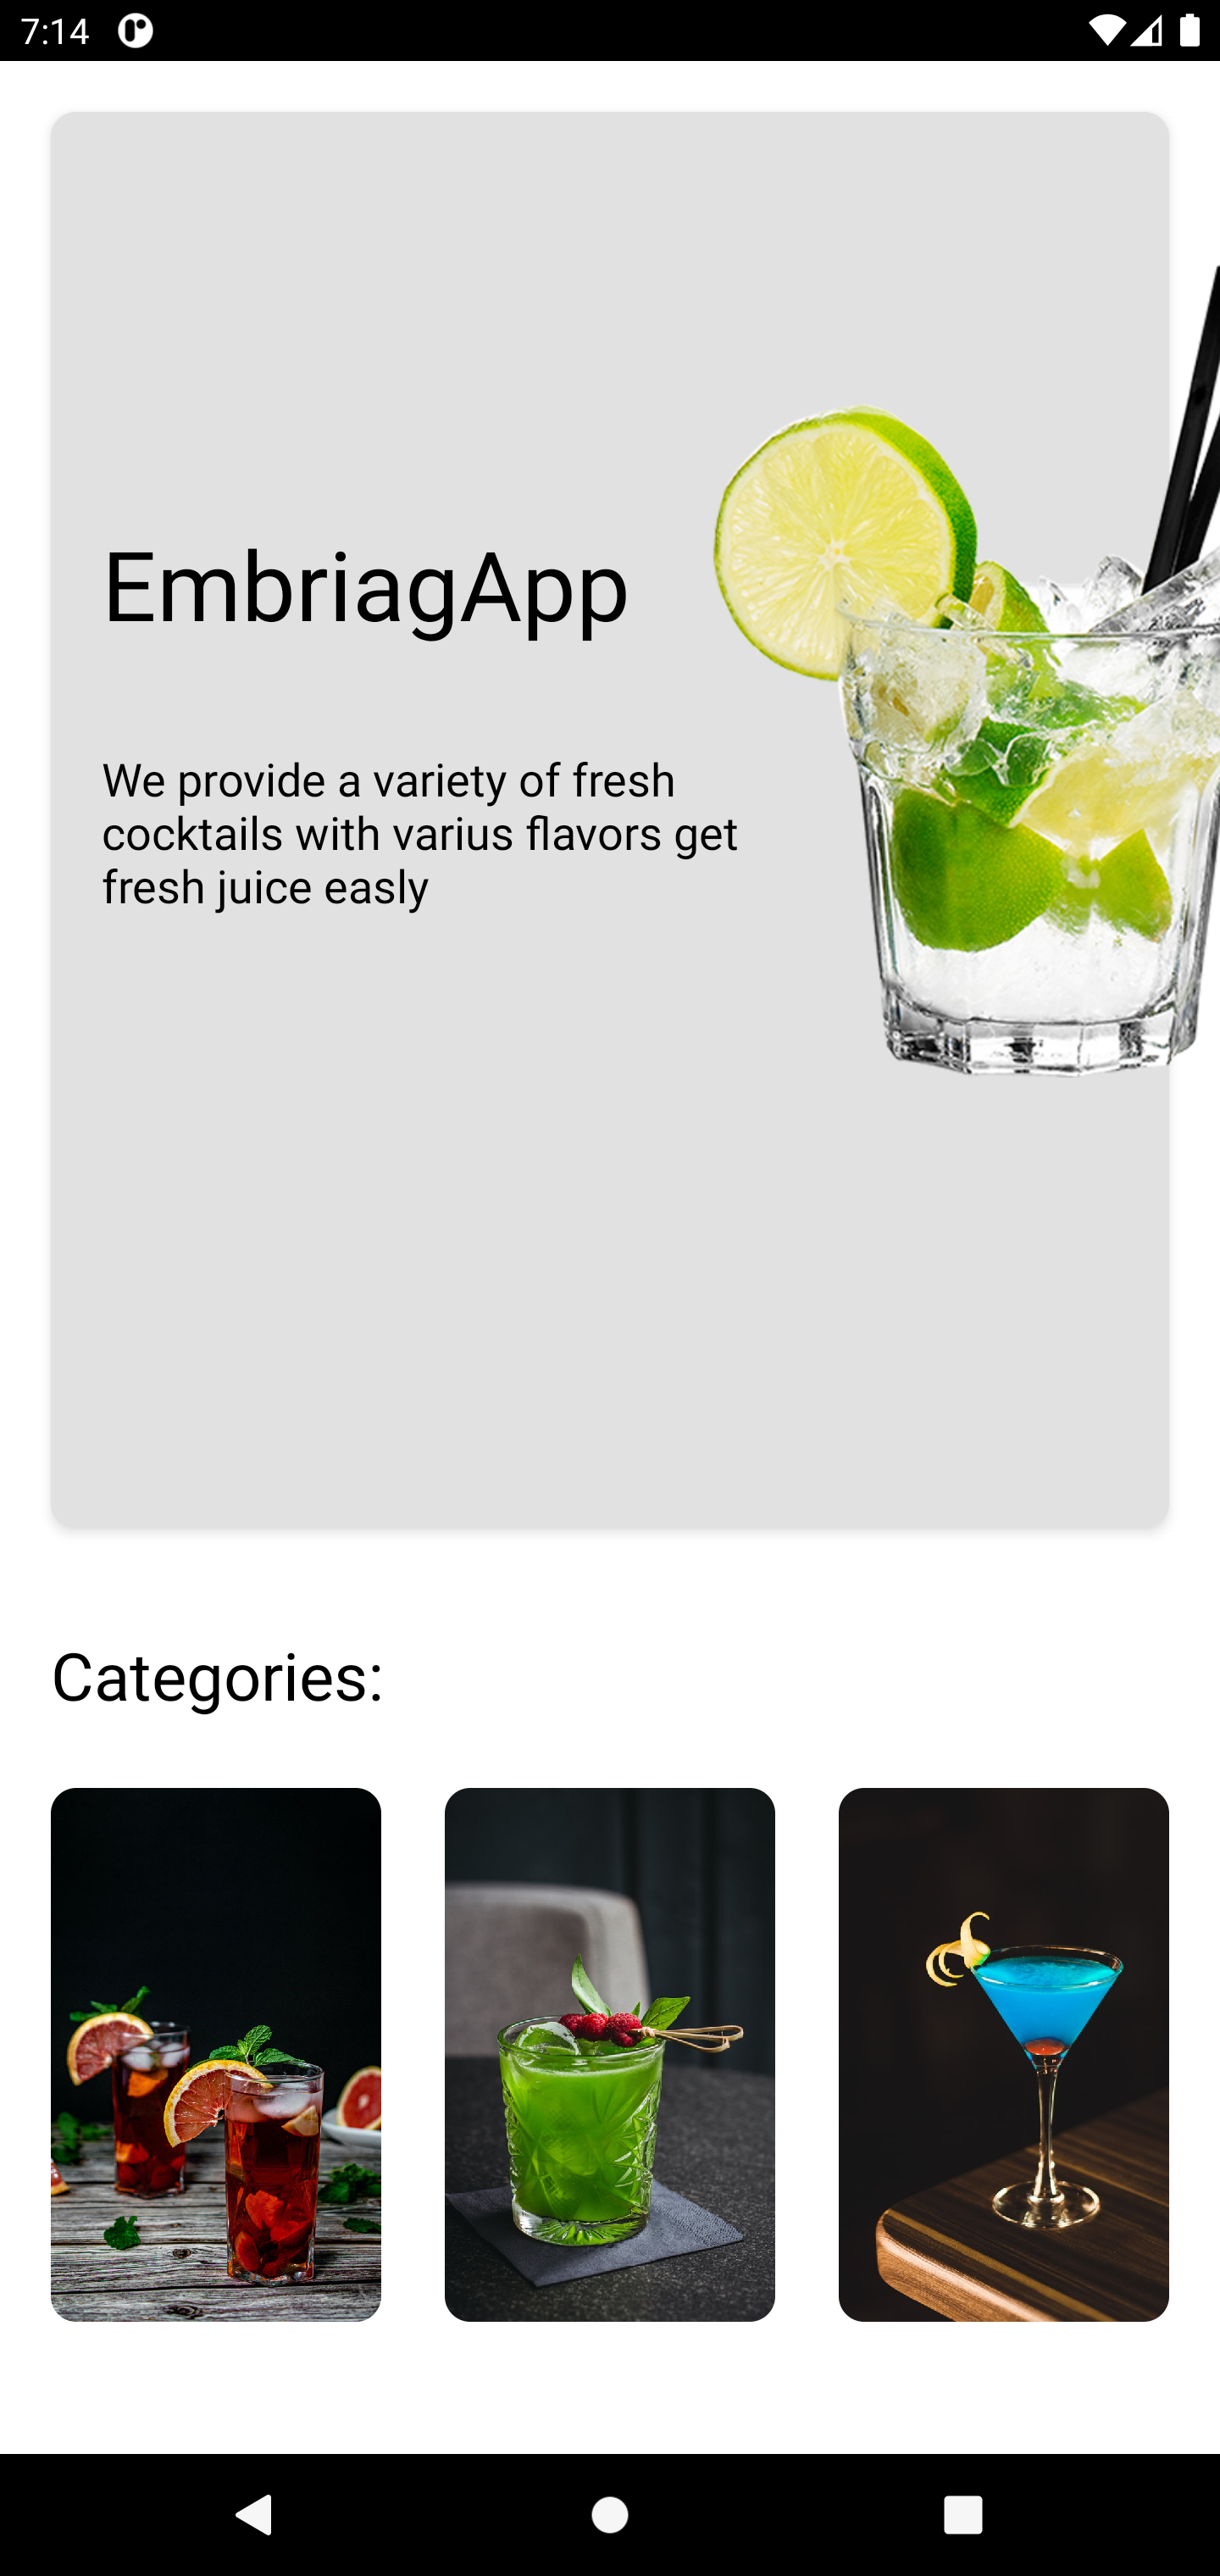 7:14
EmbriagApp
We provide a variety of fresh
cocktails with varius flavors get
fresh juice easly
Categories: